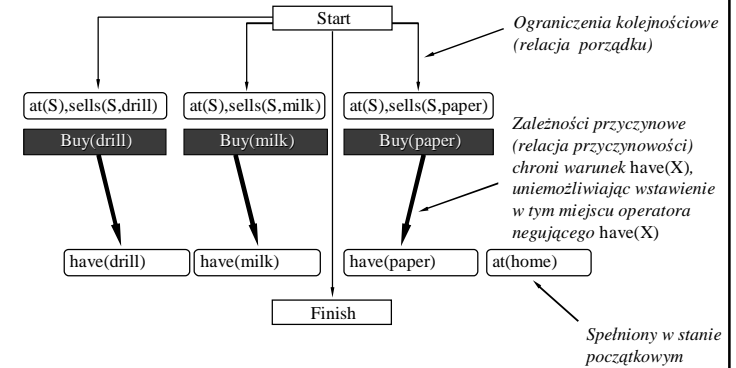 Start
Ograniczenia kolejnościowe
(relacja porządku)
at(S),sells(S,drill)
at(S),sells(S,milk)
at(S),sells(S,paper)
Buy(drill)
Buy(milk)
Buy(paper)
Zależności przyczynowe
(relacja przyczynowości)
chroni warunek have(X),
uniemożliwiając wstawienie
w tym miejscu operatora
negującego have(X)
have(drill)
have(milk)
have(paper)
at(home)
Finish
Spełniony w stanie
początkowym